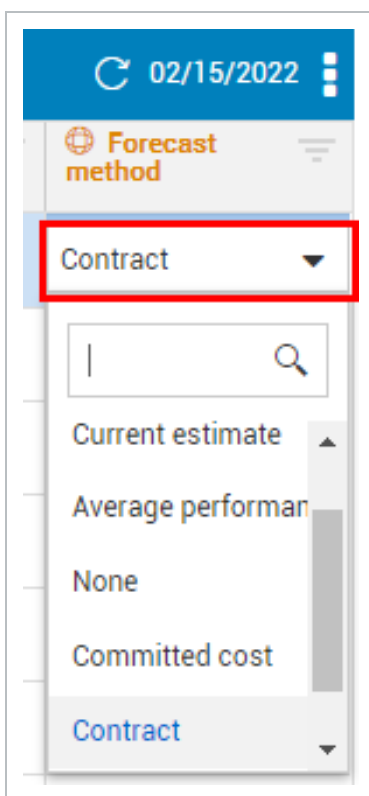 02/15/2022
Forecast
method
Contract
Current estimate
Average performan
None
Committed cost
Contract